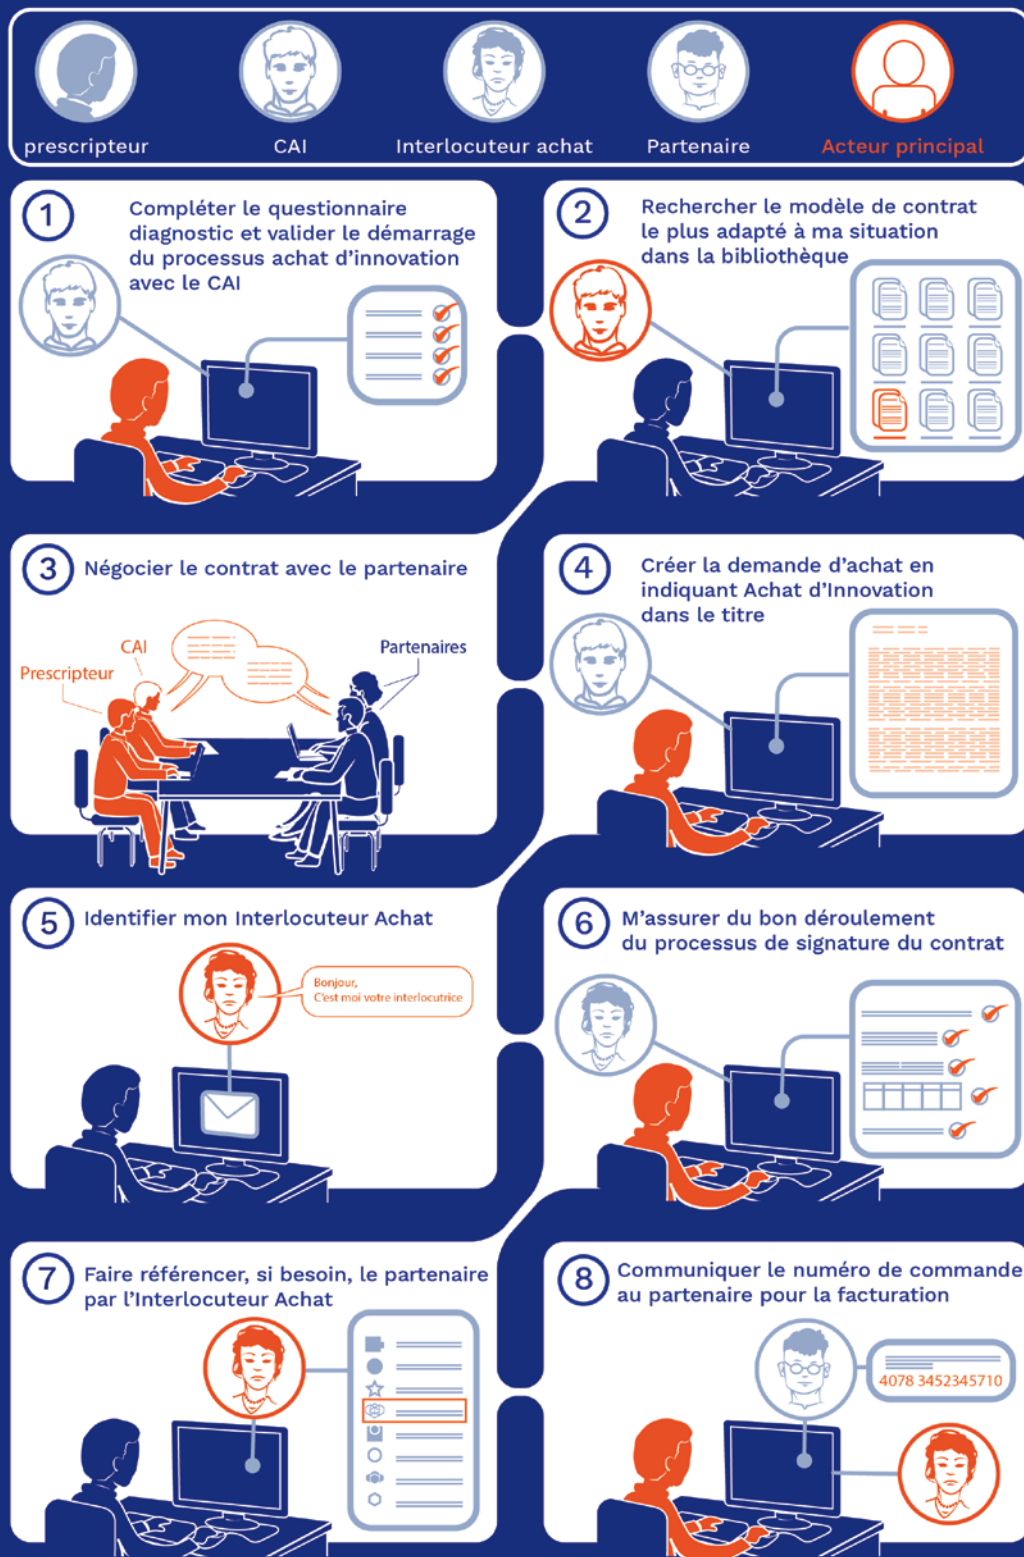 prescripteur
CAI
Interlocuteur achat
Partenaire
Acteur principal
1
Compléter le questionnaire
diagnostic et valider le démarrage
du processus achat d'innovation
avec le CAI
2
Rechercher le modèle de contrat
le plus adapté à ma situation
dans la bibliothèque
3
Négocier le contrat avec le partenaire
CAI
Prescripteur
Partenaires
4
Créer la demande d'achat en
indiquant Achat d'Innovation
dans le titre
5
Identifier mon Interlocuteur Achat
Bonjour,
C'est moi votre interlocutrice
6
M'assurer du bon déroulement
du processus de signature du contrat
7
Faire référencer, si besoin, le partenaire
par l'Interlocuteur Achat
8
Communiquer le numéro de commande
au partenaire pour la facturation
4078 3452345710